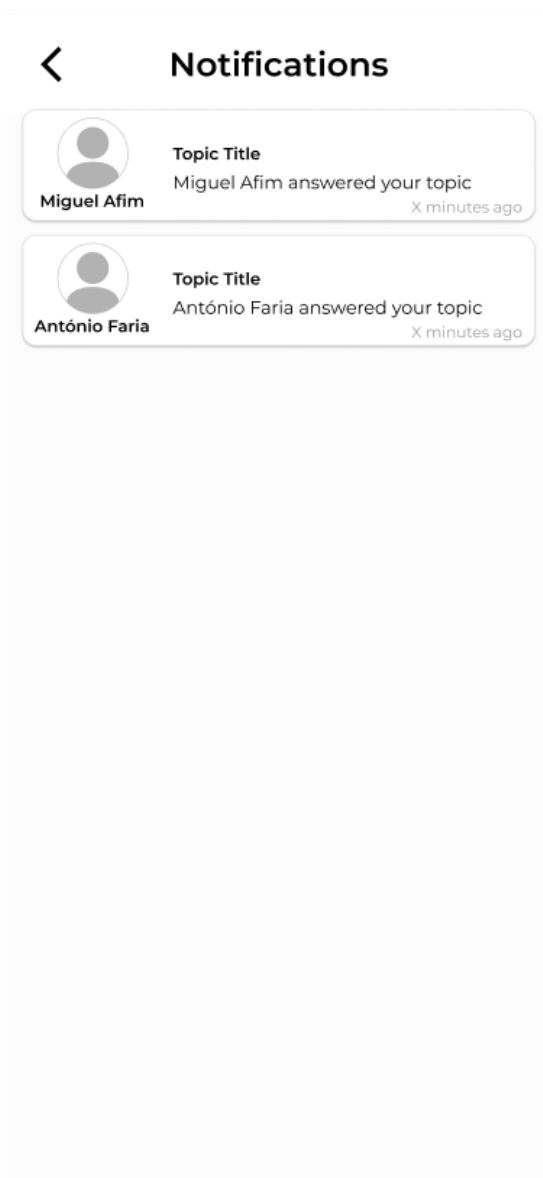 Notifications
Topic Title
Miguel Afim answered your topic
Miguel Afim
X minutes ago
Topic Title
António Faria answered your topic
António Faria
X minutes ago